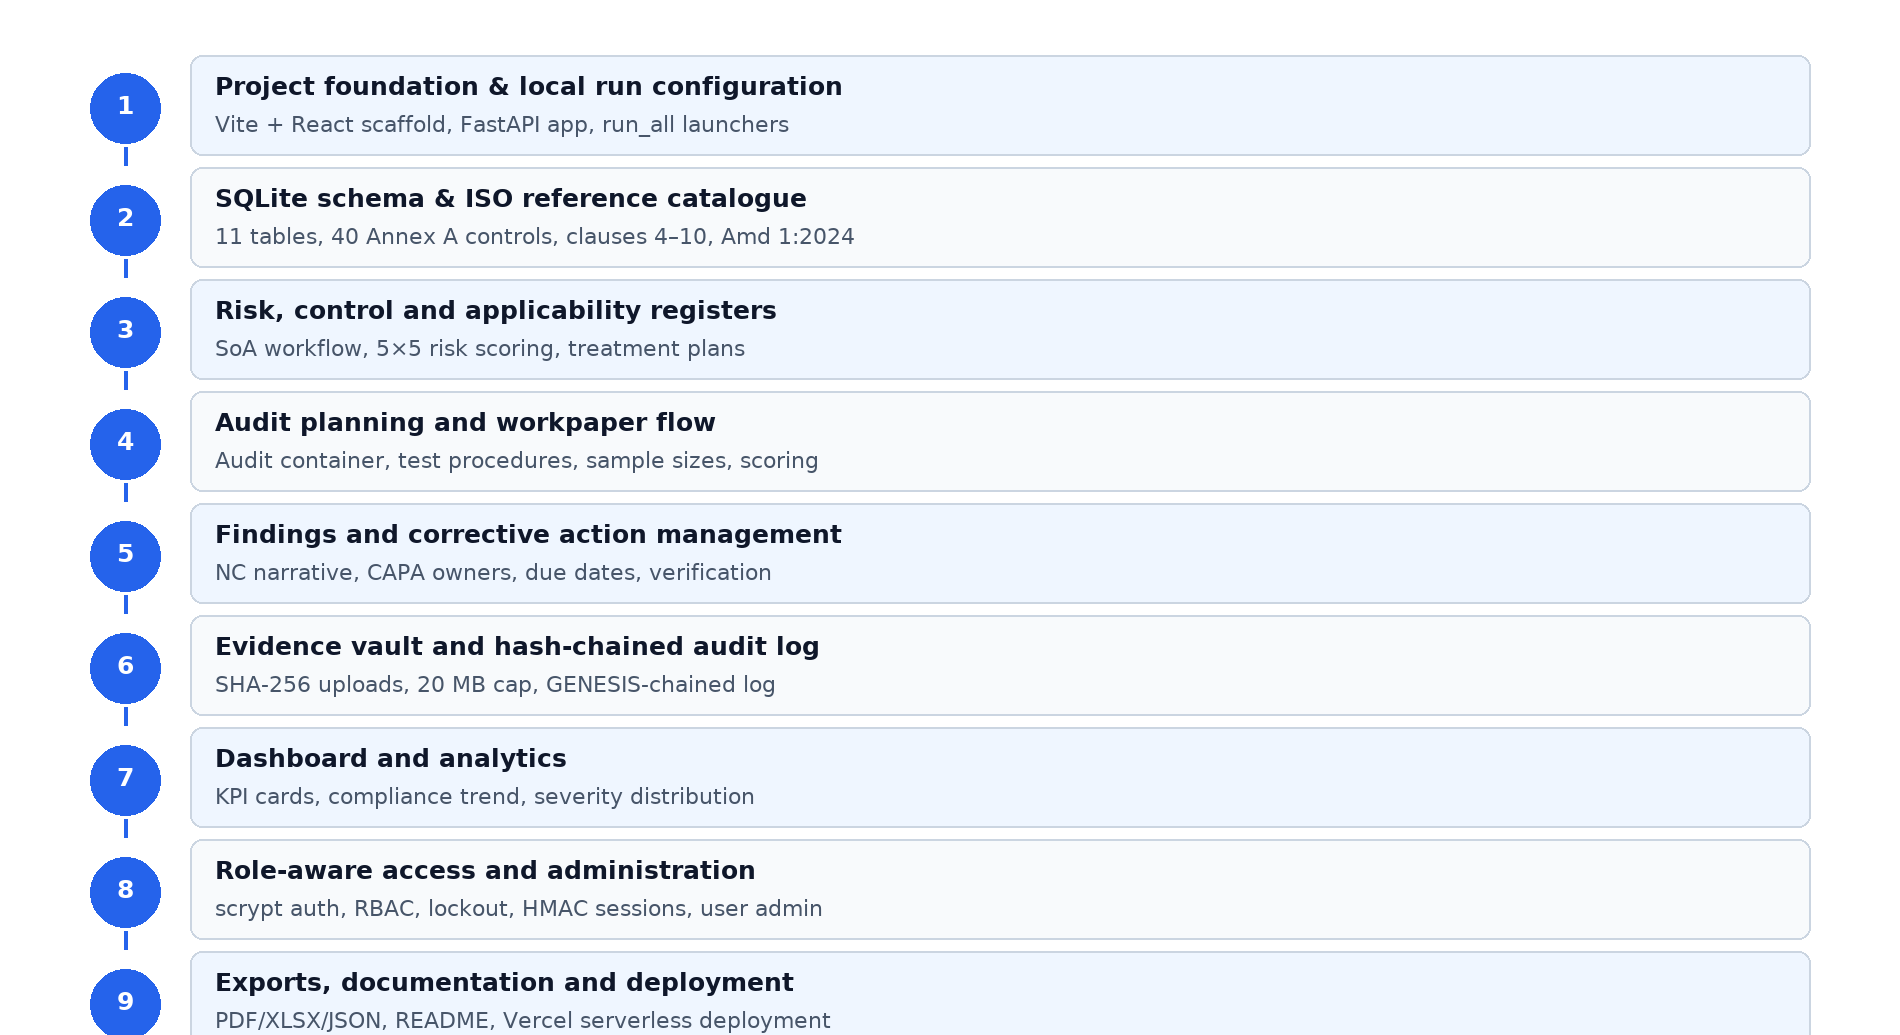 1
Project foundation & local run configuration
Vite + React scaffold, FastAPI app, run_all launchers
2
SQLite schema & ISO reference catalogue
11 tables, 40 Annex A controls, clauses 4–10, Amd 1:2024
3
Risk, control and applicability registers
SoA workflow, 5×5 risk scoring, treatment plans
4
Audit planning and workpaper flow
Audit container, test procedures, sample sizes, scoring
5
Findings and corrective action management
NC narrative, CAPA owners, due dates, verification
6
Evidence vault and hash-chained audit log
SHA-256 uploads, 20 MB cap, GENESIS-chained log
7
Dashboard and analytics
KPI cards, compliance trend, severity distribution
8
Role-aware access and administration
scrypt auth, RBAC, lockout, HMAC sessions, user admin
9
Exports, documentation and deployment
PDF/XLSX/JSON, README, Vercel serverless deployment